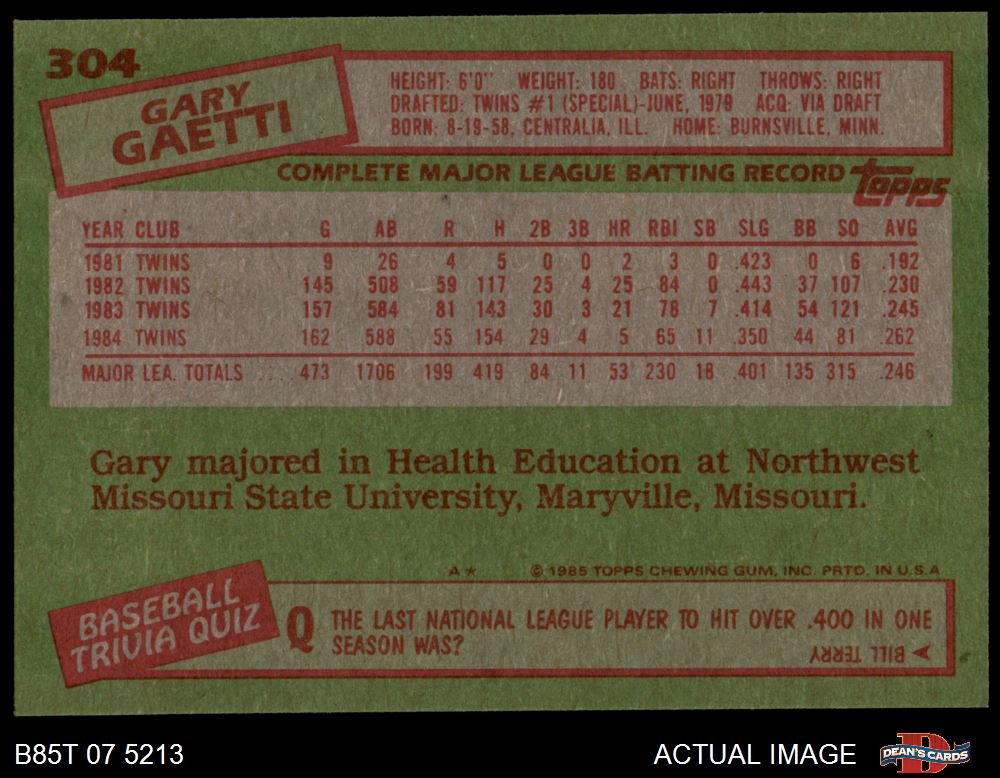 304
GARY
GAETTI
HEIGHT: 6'0" WEIGHT: 180 BATS: RIGHT THROWS: RIGHT
DRAFTED: TWINS #1 (SPECIAL)-JUNE, 1979 ACQ: VIA DRAFT
BORN: 8-19-58, CENTRALIA, ILL. HOME: BURNSVILLE, MINN.
COMPLETE MAJOR LEAGUE BATTING RECORD topps
YEAR CLUB G AB R H 2B 3B HR RBI SB SLG BB SO AVG
1981 TWINS 9 26 4 5 0 0 2 3 0 .423 0 6 .192
1982 TWINS 145 508 59 117 25 4 25 84 0 .443 37 107 .230
1983 TWINS 157 584 81 143 30 3 21 78 7 .414 54 121 .245
1984 TWINS 162 588 55 154 29 4 5 65 11 .350 44 81 .262
MAJOR LEA. TOTALS .... 473 1706 199 419 84 11 53 230 18 .401 135 315 .246
Gary majored in Health Education at Northwest
Missouri State University, Maryville, Missouri.
A* © 1985 TOPPS CHEWING GUM, INC. PRTD. IN U.S.A
BASEBALL
TRIVIA QUIZ
Q THE LAST NATIONAL LEAGUE PLAYER TO HIT OVER .400 IN ONE
SEASON WAS?
BILL TERRY
B85T 07 5213
ACTUAL IMAGE
D
DEAN'S CARDS